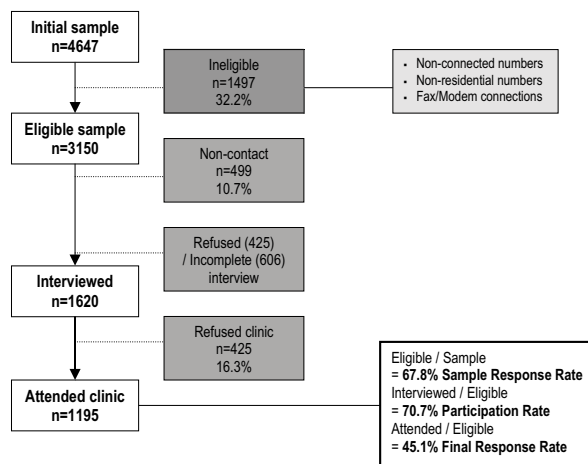 Initial sample
n=4647
Ineligible
n=1497
32.2%
• Non-connected numbers
• Non-residential numbers
• Fax/Modem connections
Eligible sample
n=3150
Non-contact
n=499
10.7%
Refused (425)
/ Incomplete (606)
interview
Interviewed
n=1620
Refused clinic
n=425
16.3%
Attended clinic
n=1195
Eligible / Sample
= 67.8% Sample Response Rate
Interviewed / Eligible
= 70.7% Participation Rate
Attended / Eligible
= 45.1% Final Response Rate